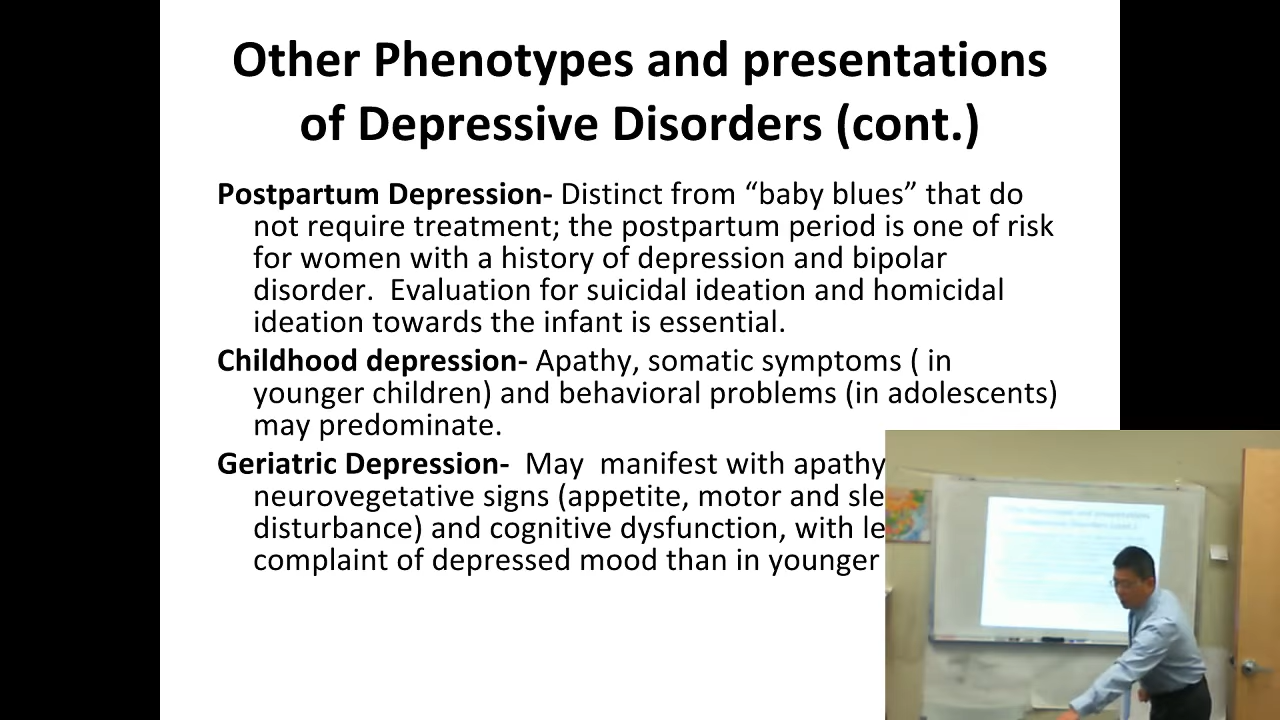 Other Phenotypes and presentations
of Depressive Disorders (cont.)
Postpartum Depression- Distinct from “baby blues” that do
not require treatment; the postpartum period is one of risk
for women with a history of depression and bipolar
disorder.  Evaluation for suicidal ideation and homicidal
ideation towards the infant is essential.
Childhood depression- Apathy, somatic symptoms ( in
younger children) and behavioral problems (in adolescents)
may predominate.
Geriatric Depression-  May  manifest with apathy
neurovegetative signs (appetite, motor and
disturbance) and cognitive dysfunction, with
complaint of depressed mood than in younger